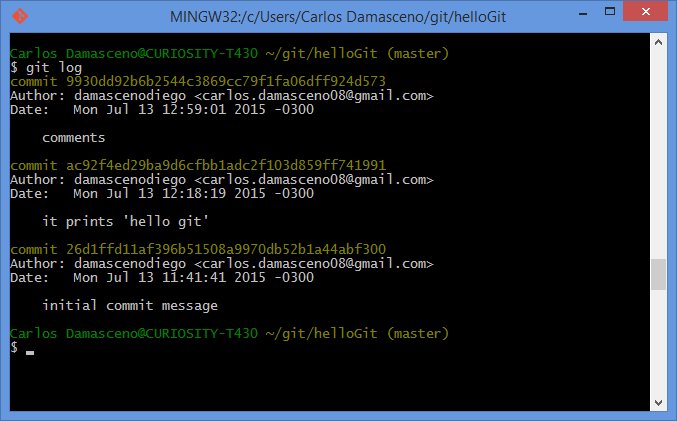 MINGW32:/c/Users/Carlos Damasceno/git/helloGit
Carlos Damasceno@CURIOSITY-T430 ~/git/helloGit (master)
$ git log
commit 9930dd92b6b2544c3869cc79f1fa06dff924d573
Author: damascenodiego <carlos.damasceno08@gmail.com>
Date:   Mon Jul 13 12:59:01 2015 -0300
comments
commit ac92f4ed29ba9d6cfbb1adc2f103d859ff741991
Author: damascenodiego <carlos.damasceno08@gmail.com>
Date:   Mon Jul 13 12:18:19 2015 -0300
it prints 'hello git'
commit 26d1ffd11af396b51508a9970db52b1a44abf300
Author: damascenodiego <carlos.damasceno08@gmail.com>
Date:   Mon Jul 13 11:41:41 2015 -0300
initial commit message
Carlos Damasceno@CURIOSITY-T430 ~/git/helloGit (master)
$